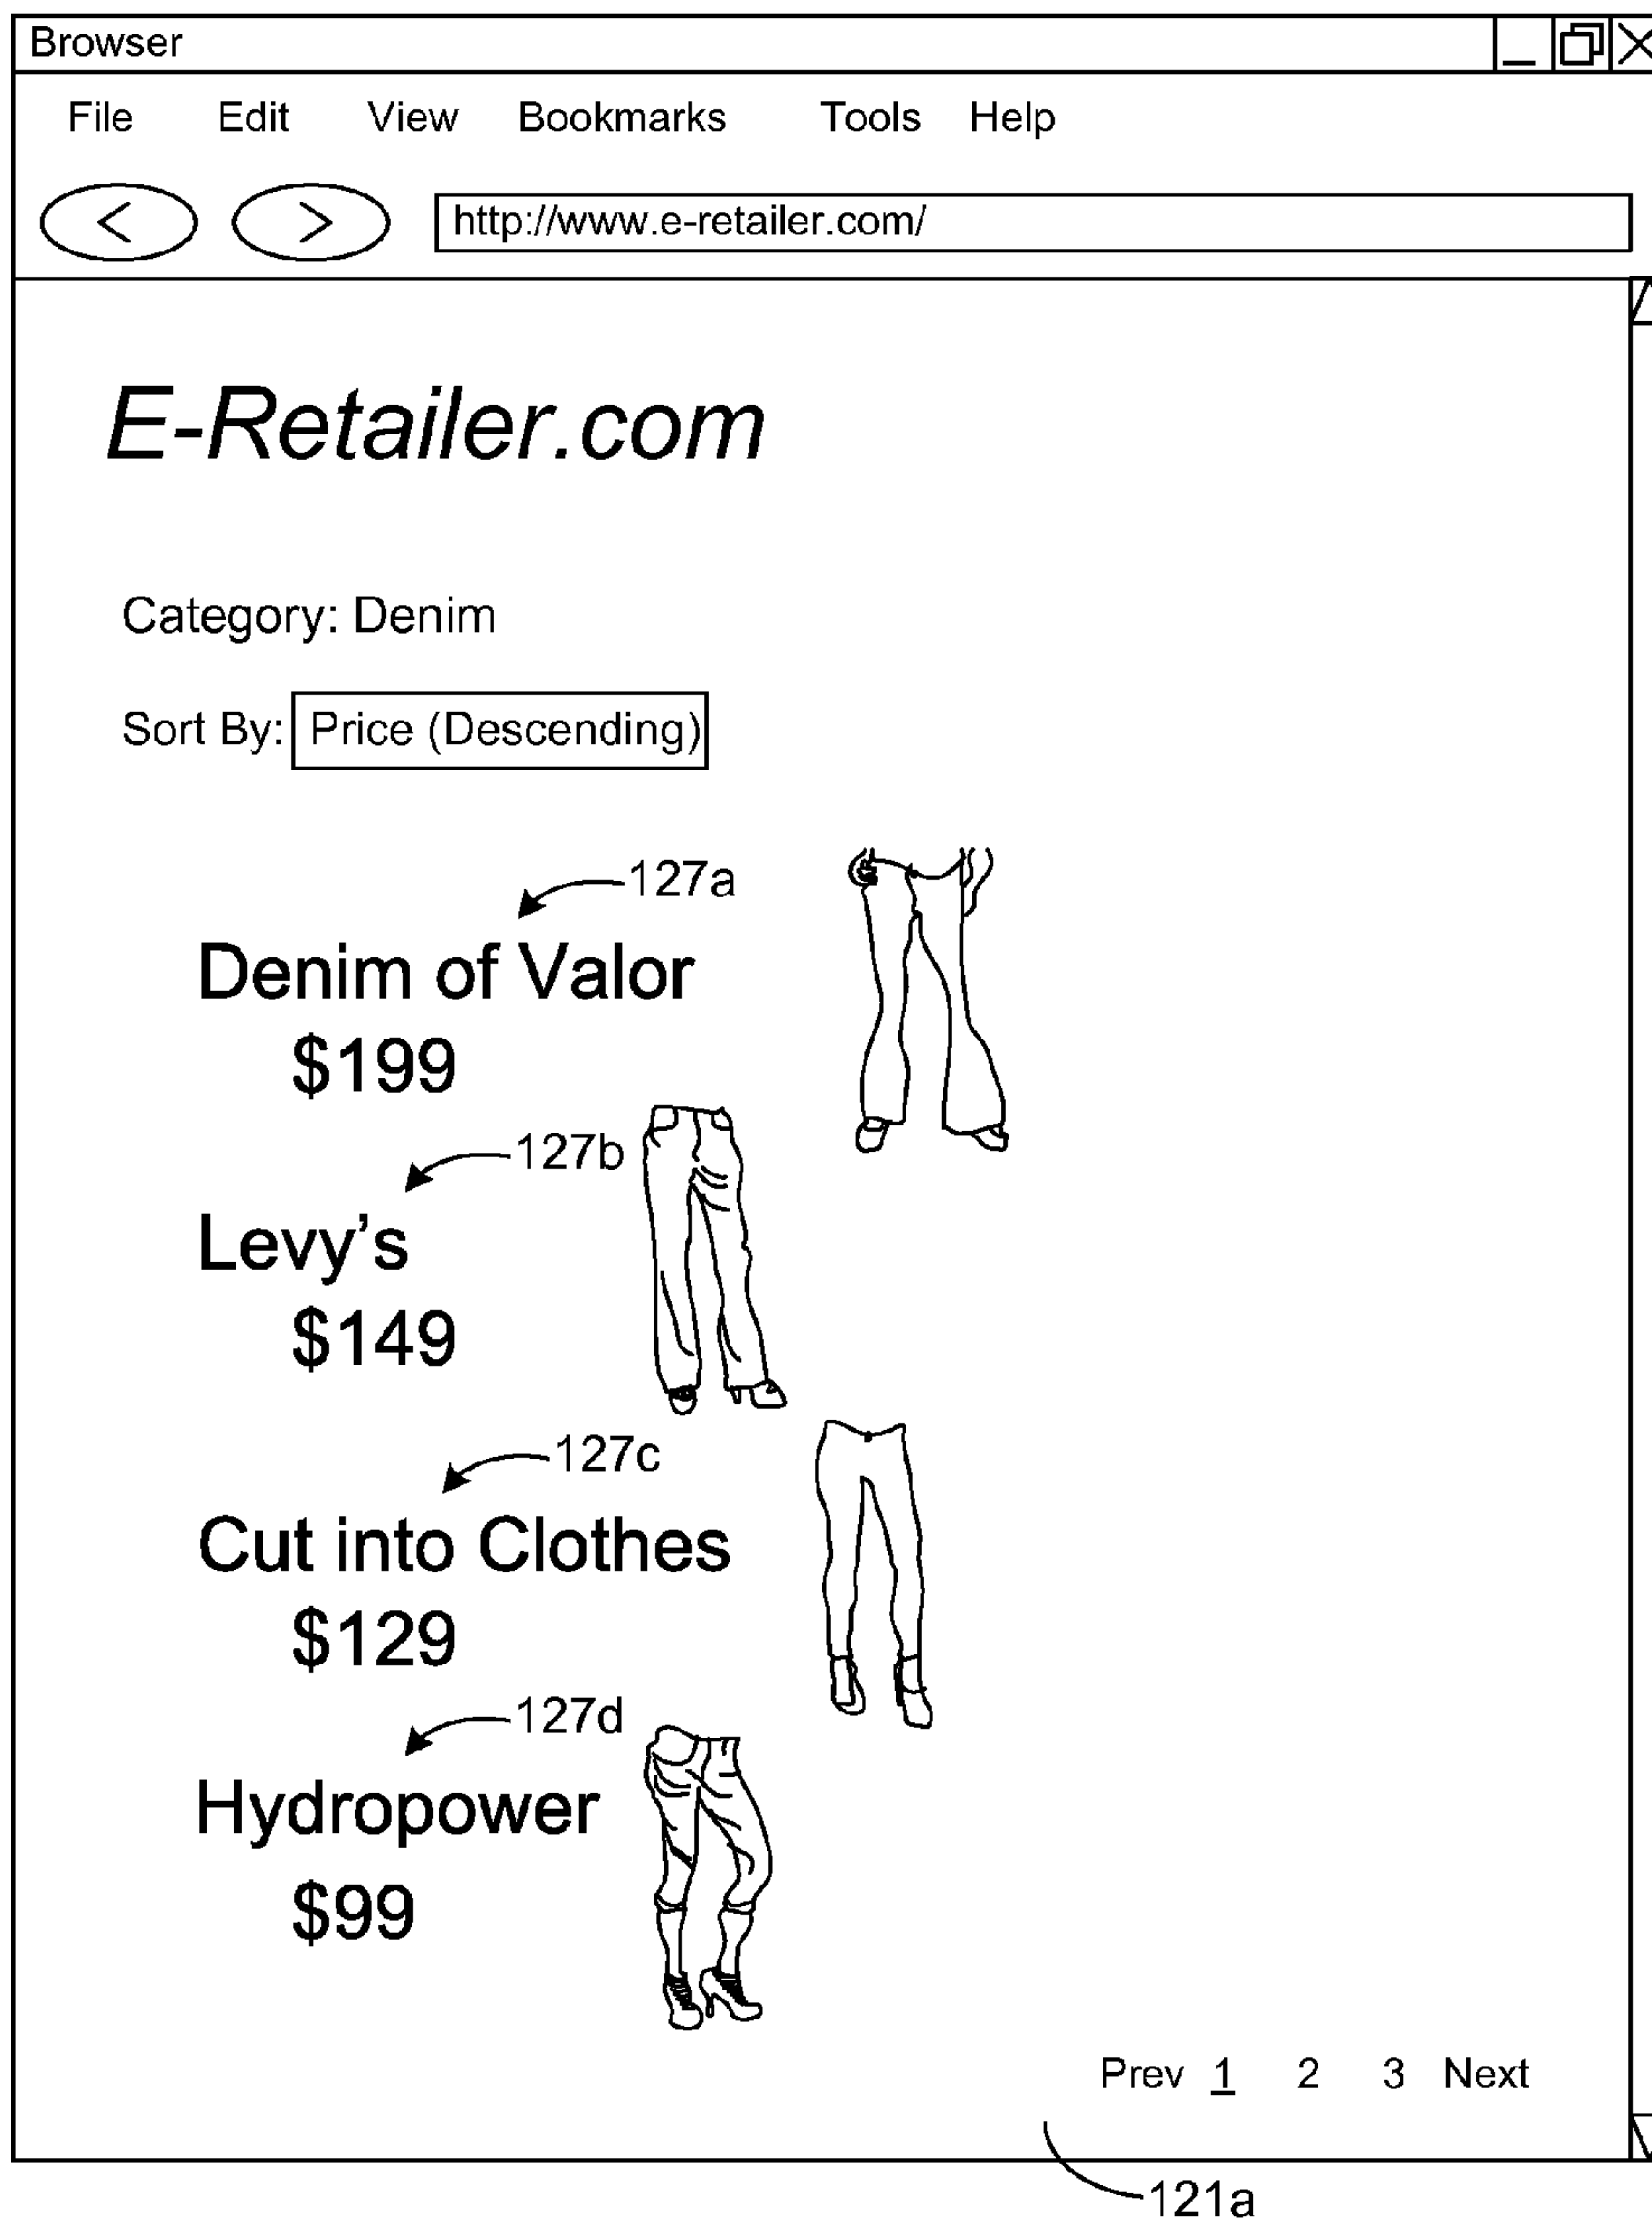 Browser
File Edit View Bookmarks Tools Help
< > http://www.e-retailer.com/
E-Retailer.com
Category: Denim
Sort By: Price (Descending)
127a
Denim of Valor
$199
127b
Levy’s
$149
127c
Cut into Clothes
$129
127d
Hydropower
$99
Prev 1 2 3 Next
121a